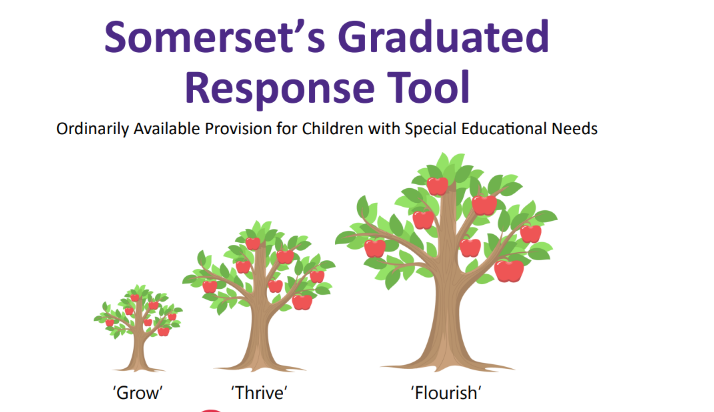 Somerset’s Graduated
Response Tool
Ordinarily Available Provision for Children with Special Educational Needs
‘Grow’ ‘Thrive’ ‘Flourish’